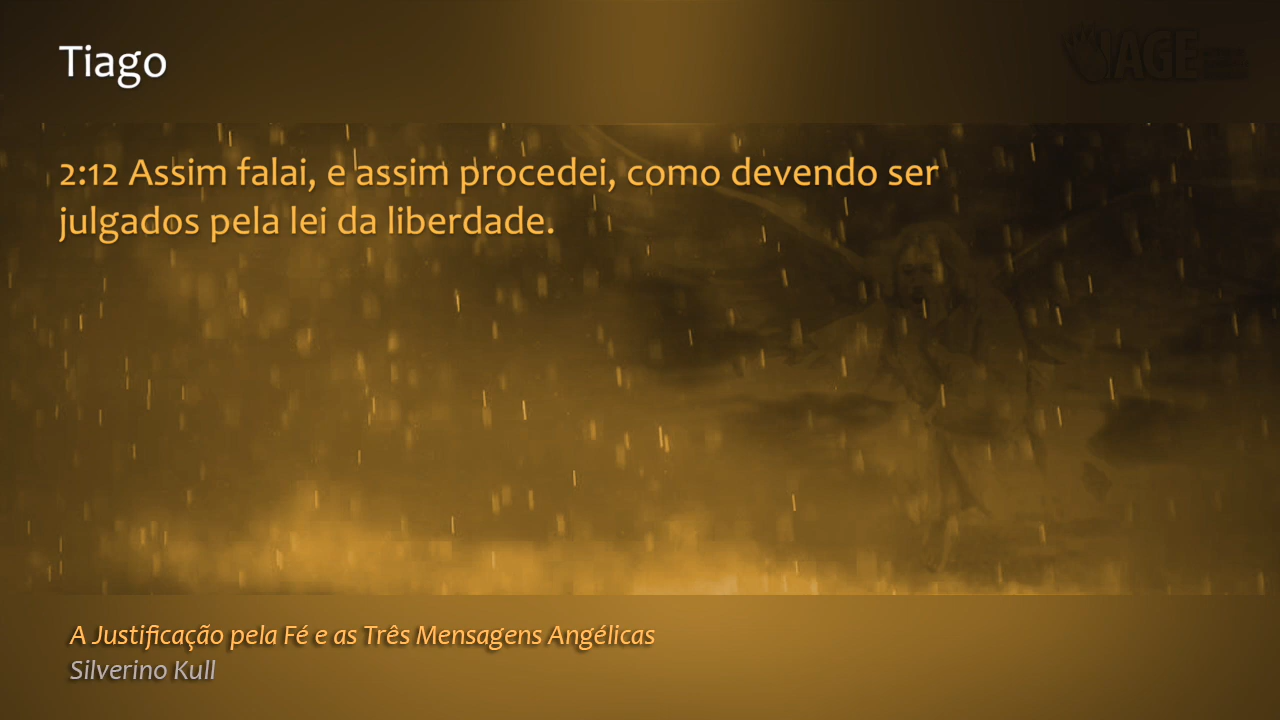 Tiago
IAGE
2:12 Assim falai, e assim procedei, como devendo ser
julgados pela lei da liberdade.
A Justificação pela Fé e as Três Mensagens Angélicas
Silverino Kull